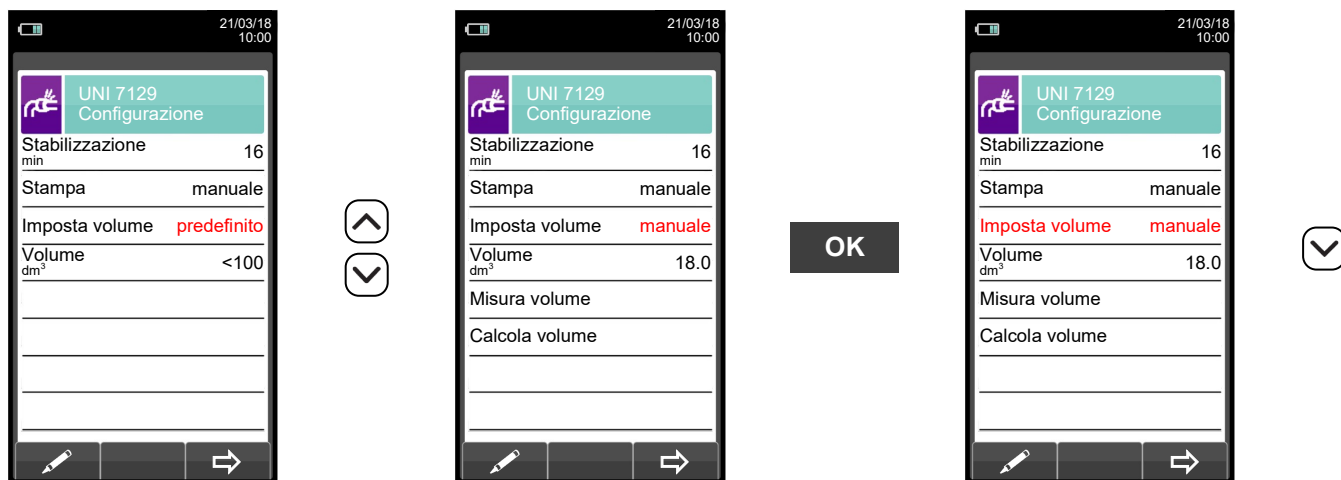 21/03/18
10:00
UNI 7129
Configurazione
Stabilizzazione
min
16
Stampa manuale
Imposta volume predefinito
Volume
dm³
<100
21/03/18
10:00
UNI 7129
Configurazione
Stabilizzazione
min
16
Stampa manuale
Imposta volume manuale
Volume
dm³
18.0
Misura volume
Calcola volume
OK
21/03/18
10:00
UNI 7129
Configurazione
Stabilizzazione
min
16
Stampa manuale
Imposta volume manuale
Volume
dm³
18.0
Misura volume
Calcola volume